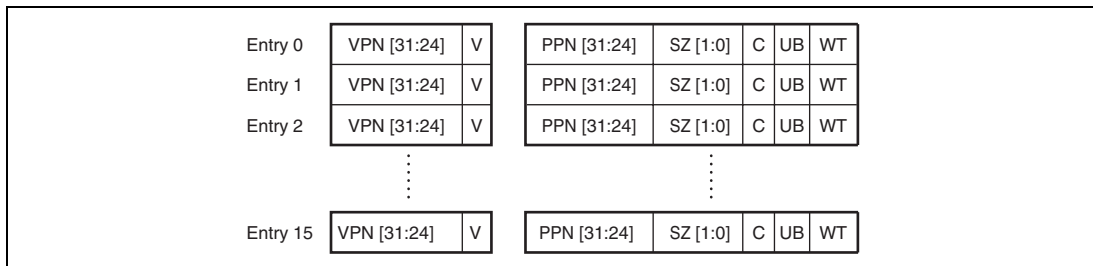 Entry 0 VPN [31:24] V PPN [31:24] SZ [1:0] C UB WT
Entry 1 VPN [31:24] V PPN [31:24] SZ [1:0] C UB WT
Entry 2 VPN [31:24] V PPN [31:24] SZ [1:0] C UB WT
Entry 15 VPN [31:24] V PPN [31:24] SZ [1:0] C UB WT